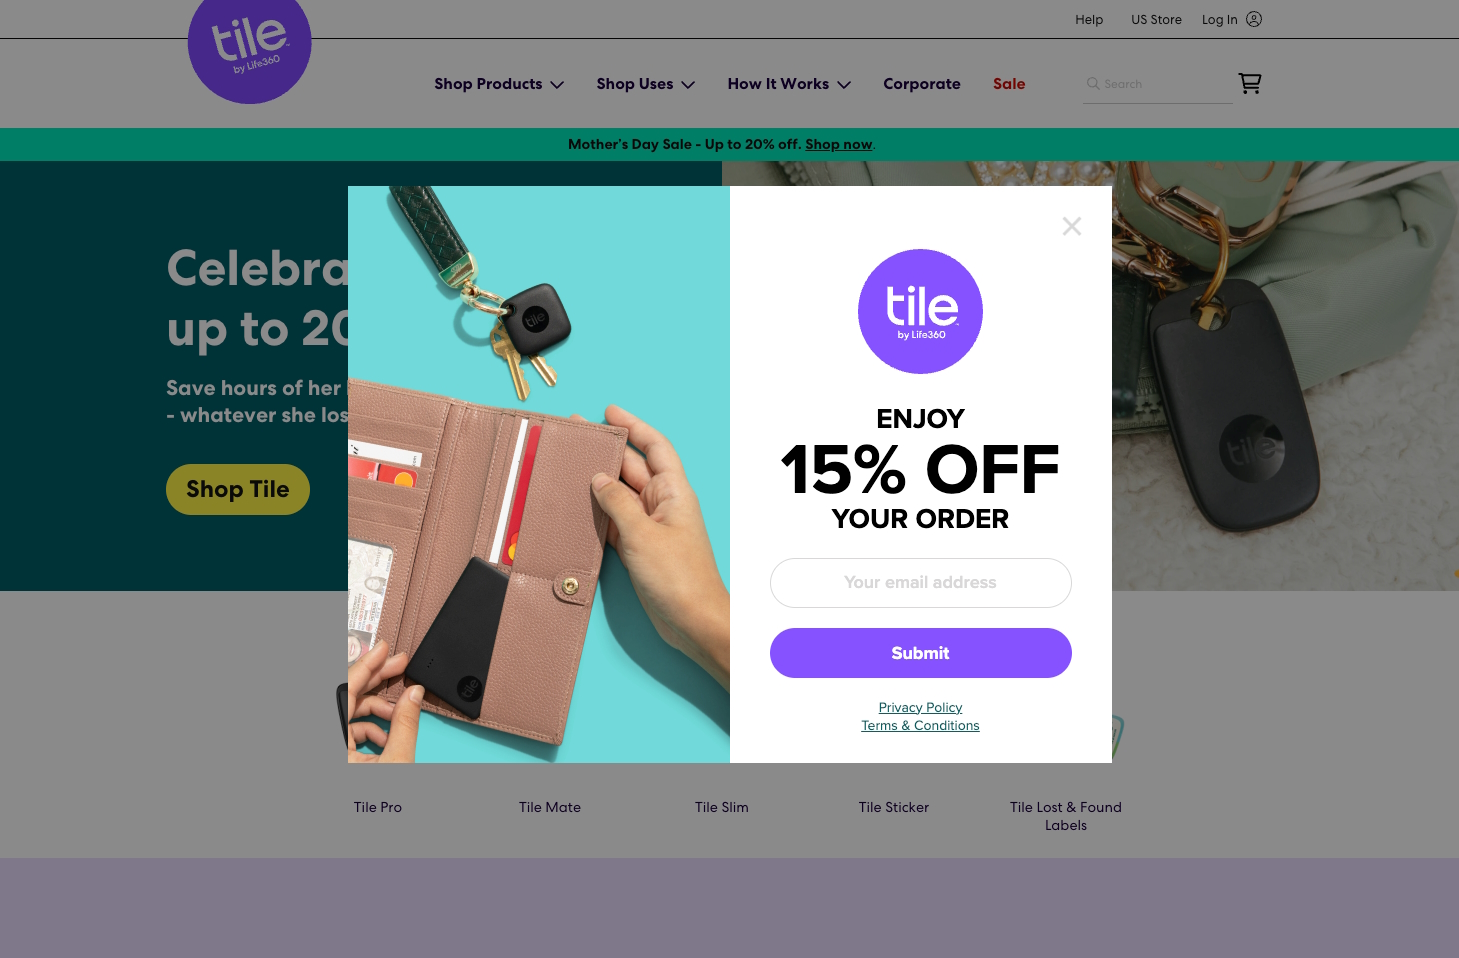 Help
US Store
Log In
tile
by Life360
Shop Products
Shop Uses
How It Works
Corporate
Sale
Search
Mother's Day Sale - Up to 20% off. Shop now.
Celebra
up to 20
Save hours of her
- whatever she los
Shop Tile
tile
by Life360
ENJOY
15% OFF
YOUR ORDER
Your email address
Submit
Privacy Policy
Terms & Conditions
tile
tile
tile
Tile Pro
Tile Mate
Tile Slim
Tile Sticker
Tile Lost & Found
Labels